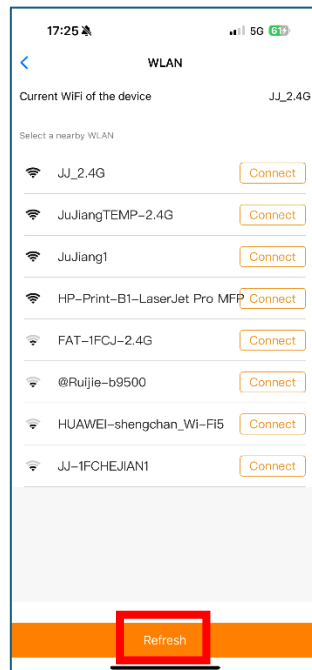 17:25 5G 61
WLAN
Current WiFi of the device JJ_2.4G
Select a nearby WLAN
JJ_2.4G Connect
JuJiangTEMP-2.4G Connect
JuJiang1 Connect
HP-Print-B1-LaserJet Pro MFP Connect
FAT-1FCJ-2.4G Connect
@Ruijie-b9500 Connect
HUAWEI-shengchan_Wi-Fi5 Connect
JJ-1FCHEJIAN1 Connect
Refresh